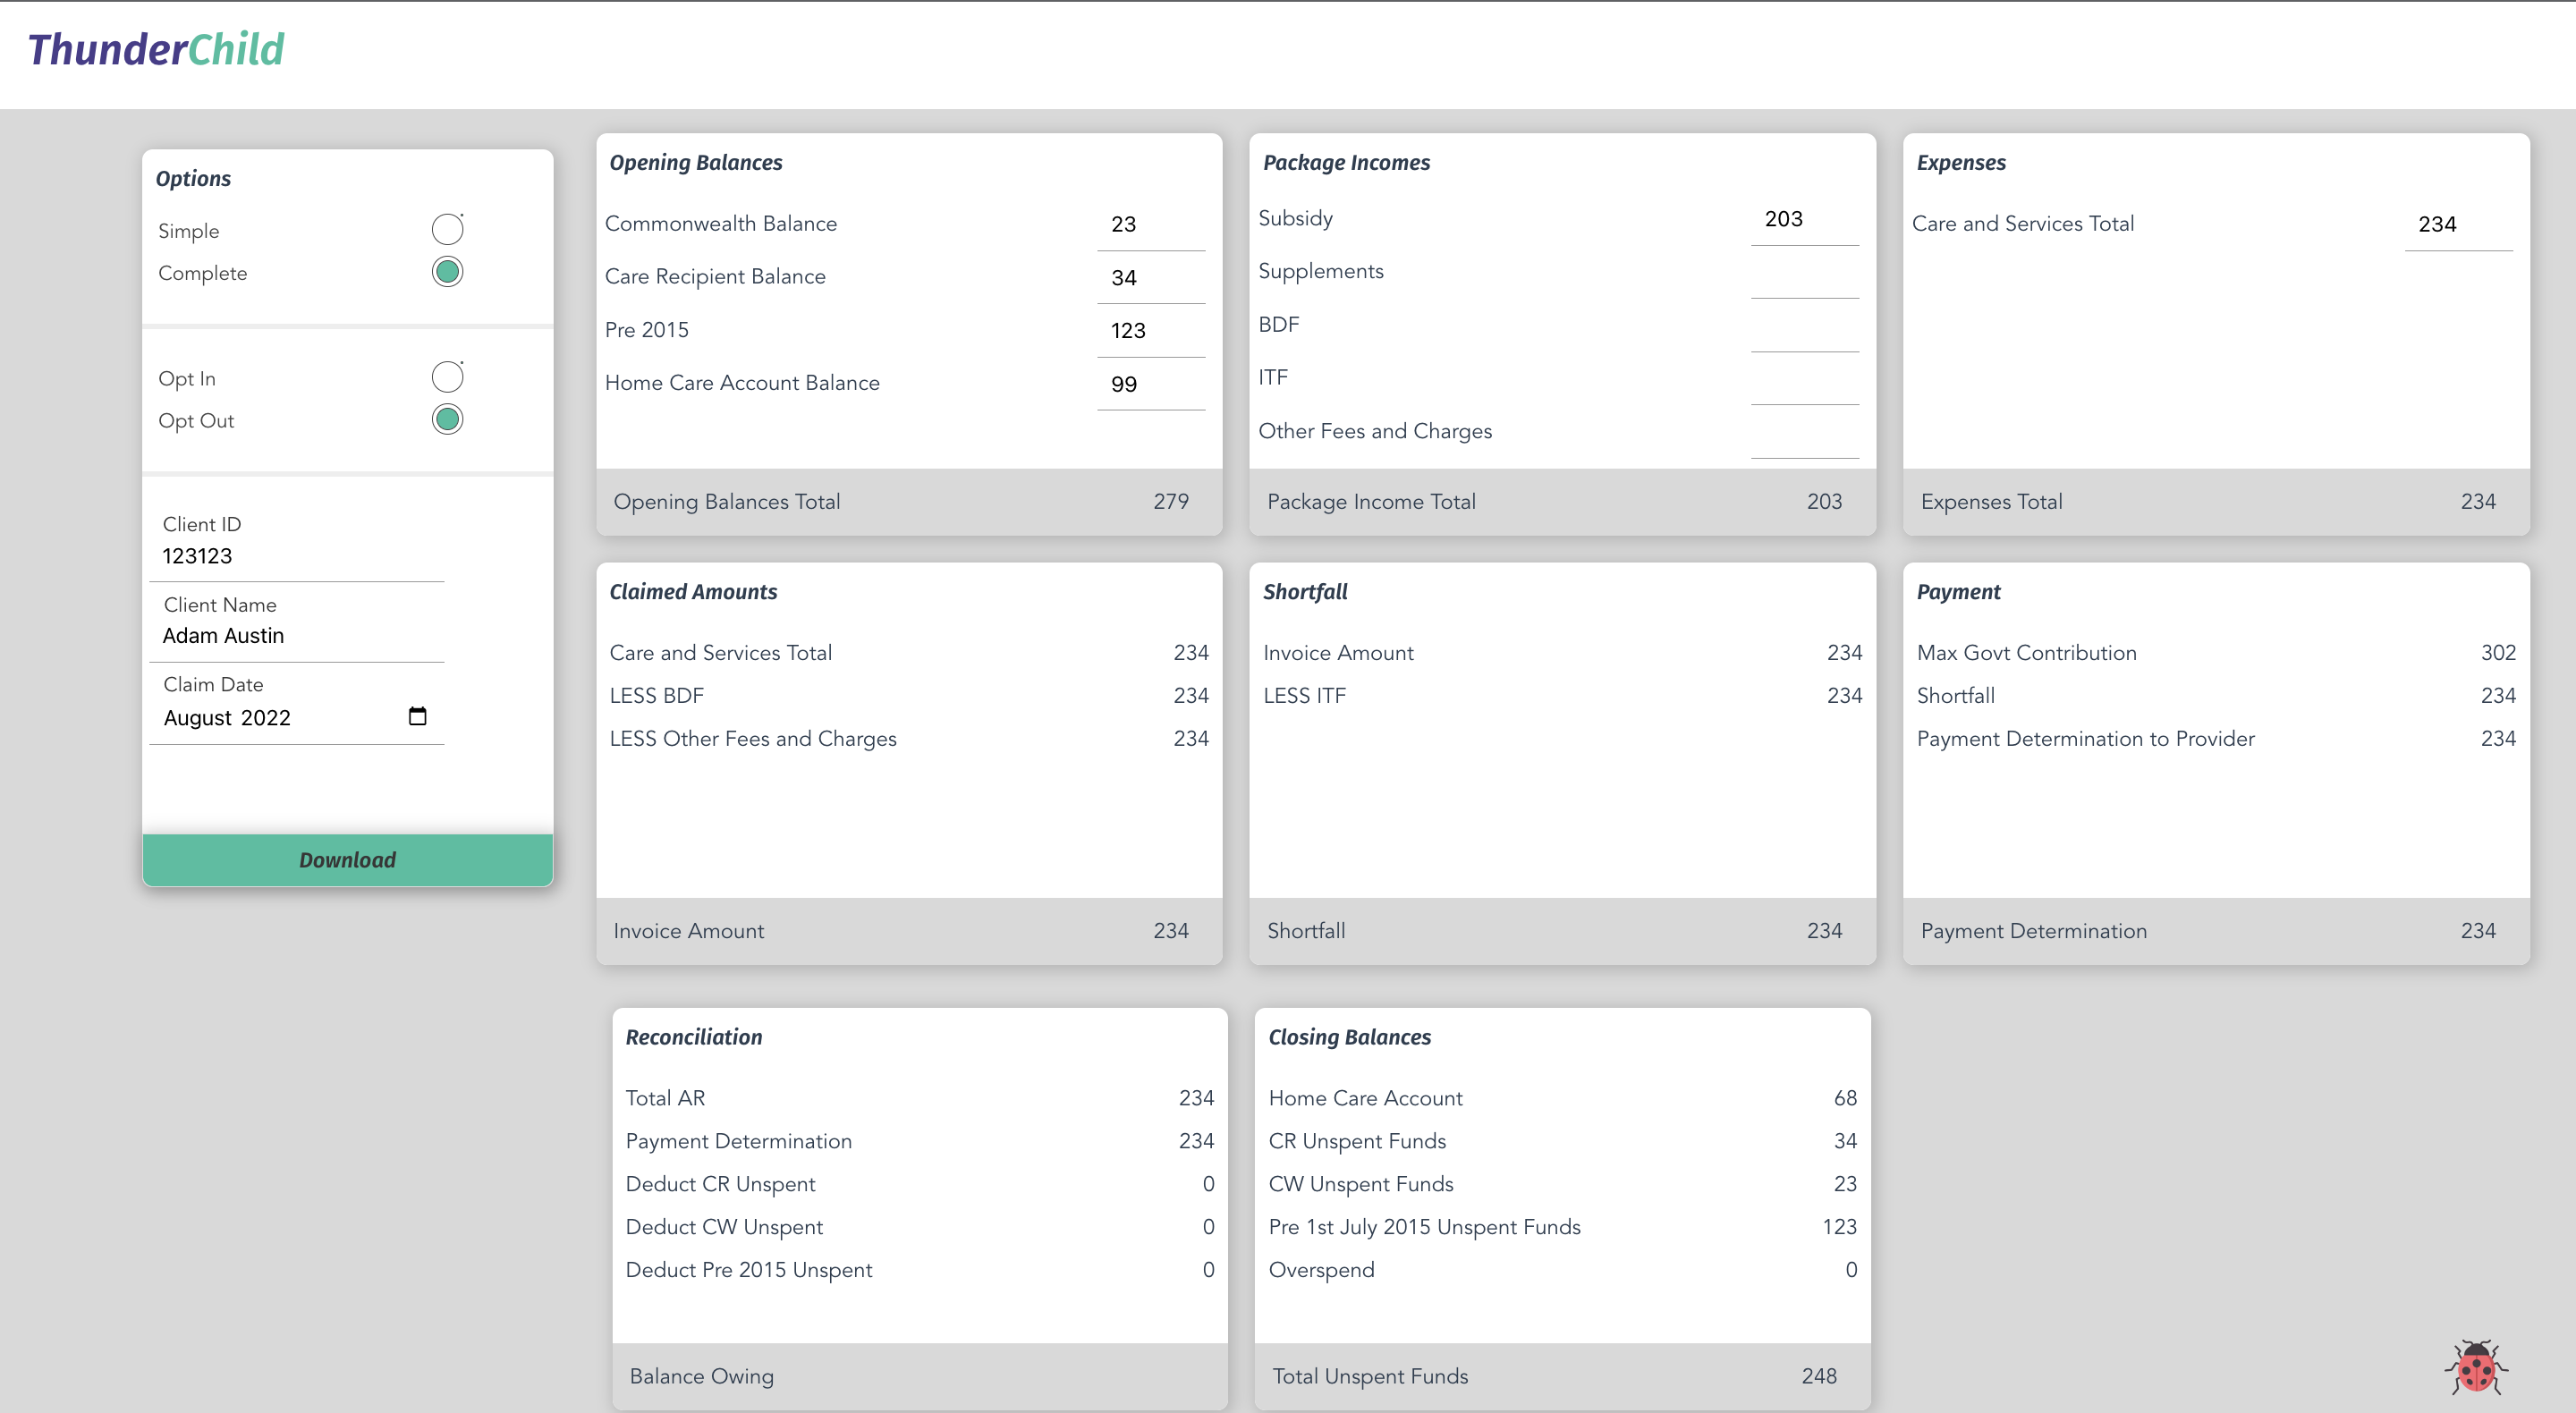 ThunderChild
Options
Simple
Complete
Opt In
Opt Out
Client ID
123123
Client Name
Adam Austin
Claim Date
August 2022
Download
Opening Balances
Commonwealth Balance 23
Care Recipient Balance 34
Pre 2015 123
Home Care Account Balance 99
Opening Balances Total 279
Package Incomes
Subsidy 203
Supplements
BDF
ITF
Other Fees and Charges
Package Income Total 203
Expenses
Care and Services Total 234
Expenses Total 234
Claimed Amounts
Care and Services Total 234
LESS BDF 234
LESS Other Fees and Charges 234
Invoice Amount 234
Shortfall
Invoice Amount 234
LESS ITF 234
Shortfall 234
Payment
Max Govt Contribution 302
Shortfall 234
Payment Determination to Provider 234
Payment Determination 234
Reconciliation
Total AR 234
Payment Determination 234
Deduct CR Unspent 0
Deduct CW Unspent 0
Deduct Pre 2015 Unspent 0
Balance Owing
Closing Balances
Home Care Account 68
CR Unspent Funds 34
CW Unspent Funds 23
Pre 1st July 2015 Unspent Funds 123
Overspend 0
Total Unspent Funds 248